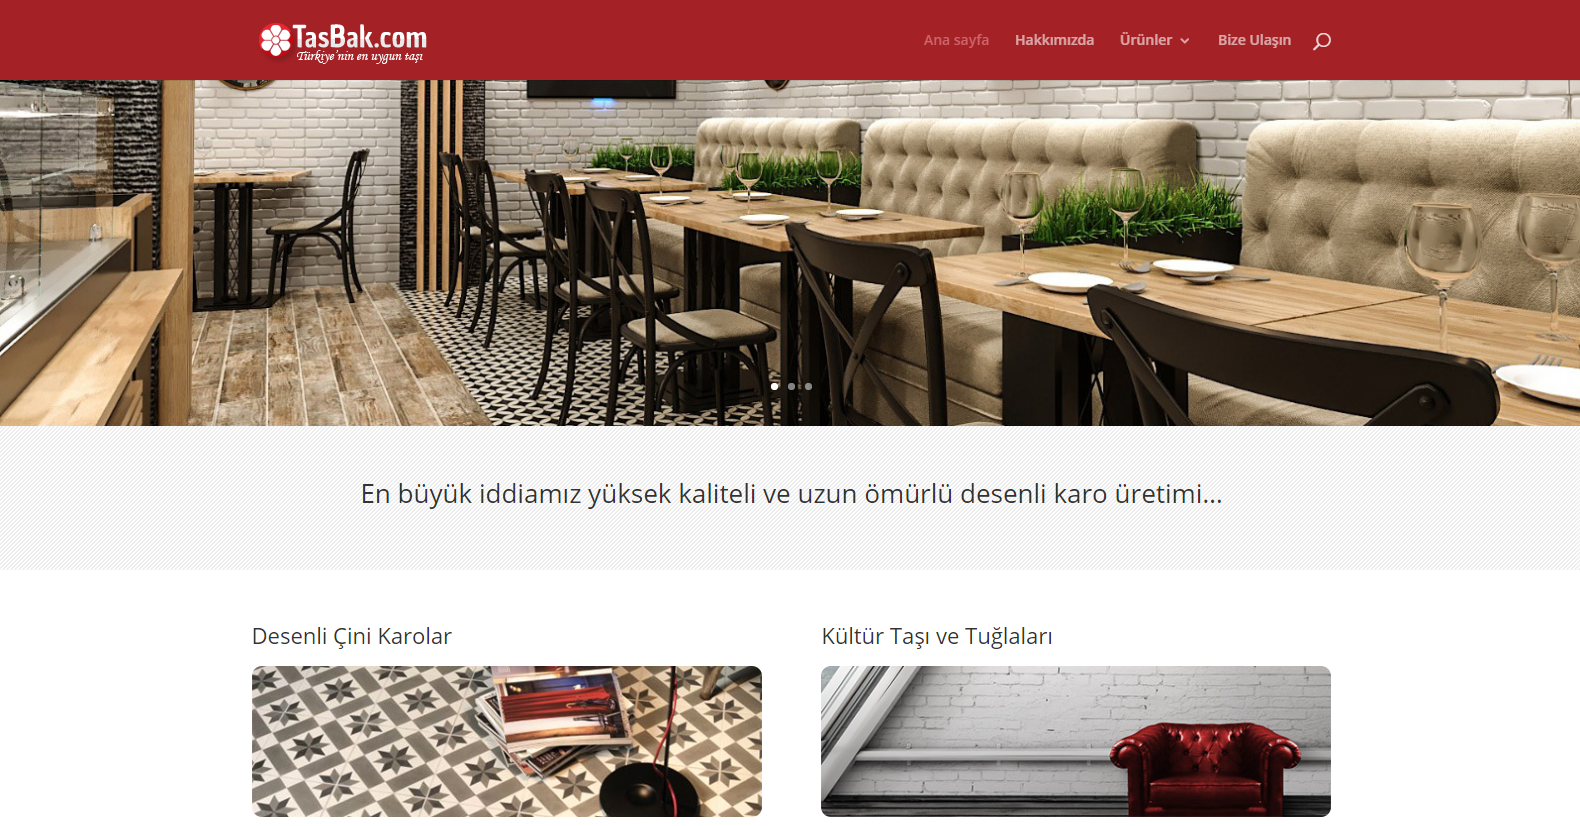 TasBak.com
Türkiye'nin en uygun taşı
Ana sayfa
Hakkımızda
Ürünler
Bize Ulaşın
En büyük iddiamız yüksek kaliteli ve uzun ömürlü desenli karo üretimi...
Desenli Çini Karolar
Kültür Taşı ve Tuğlaları